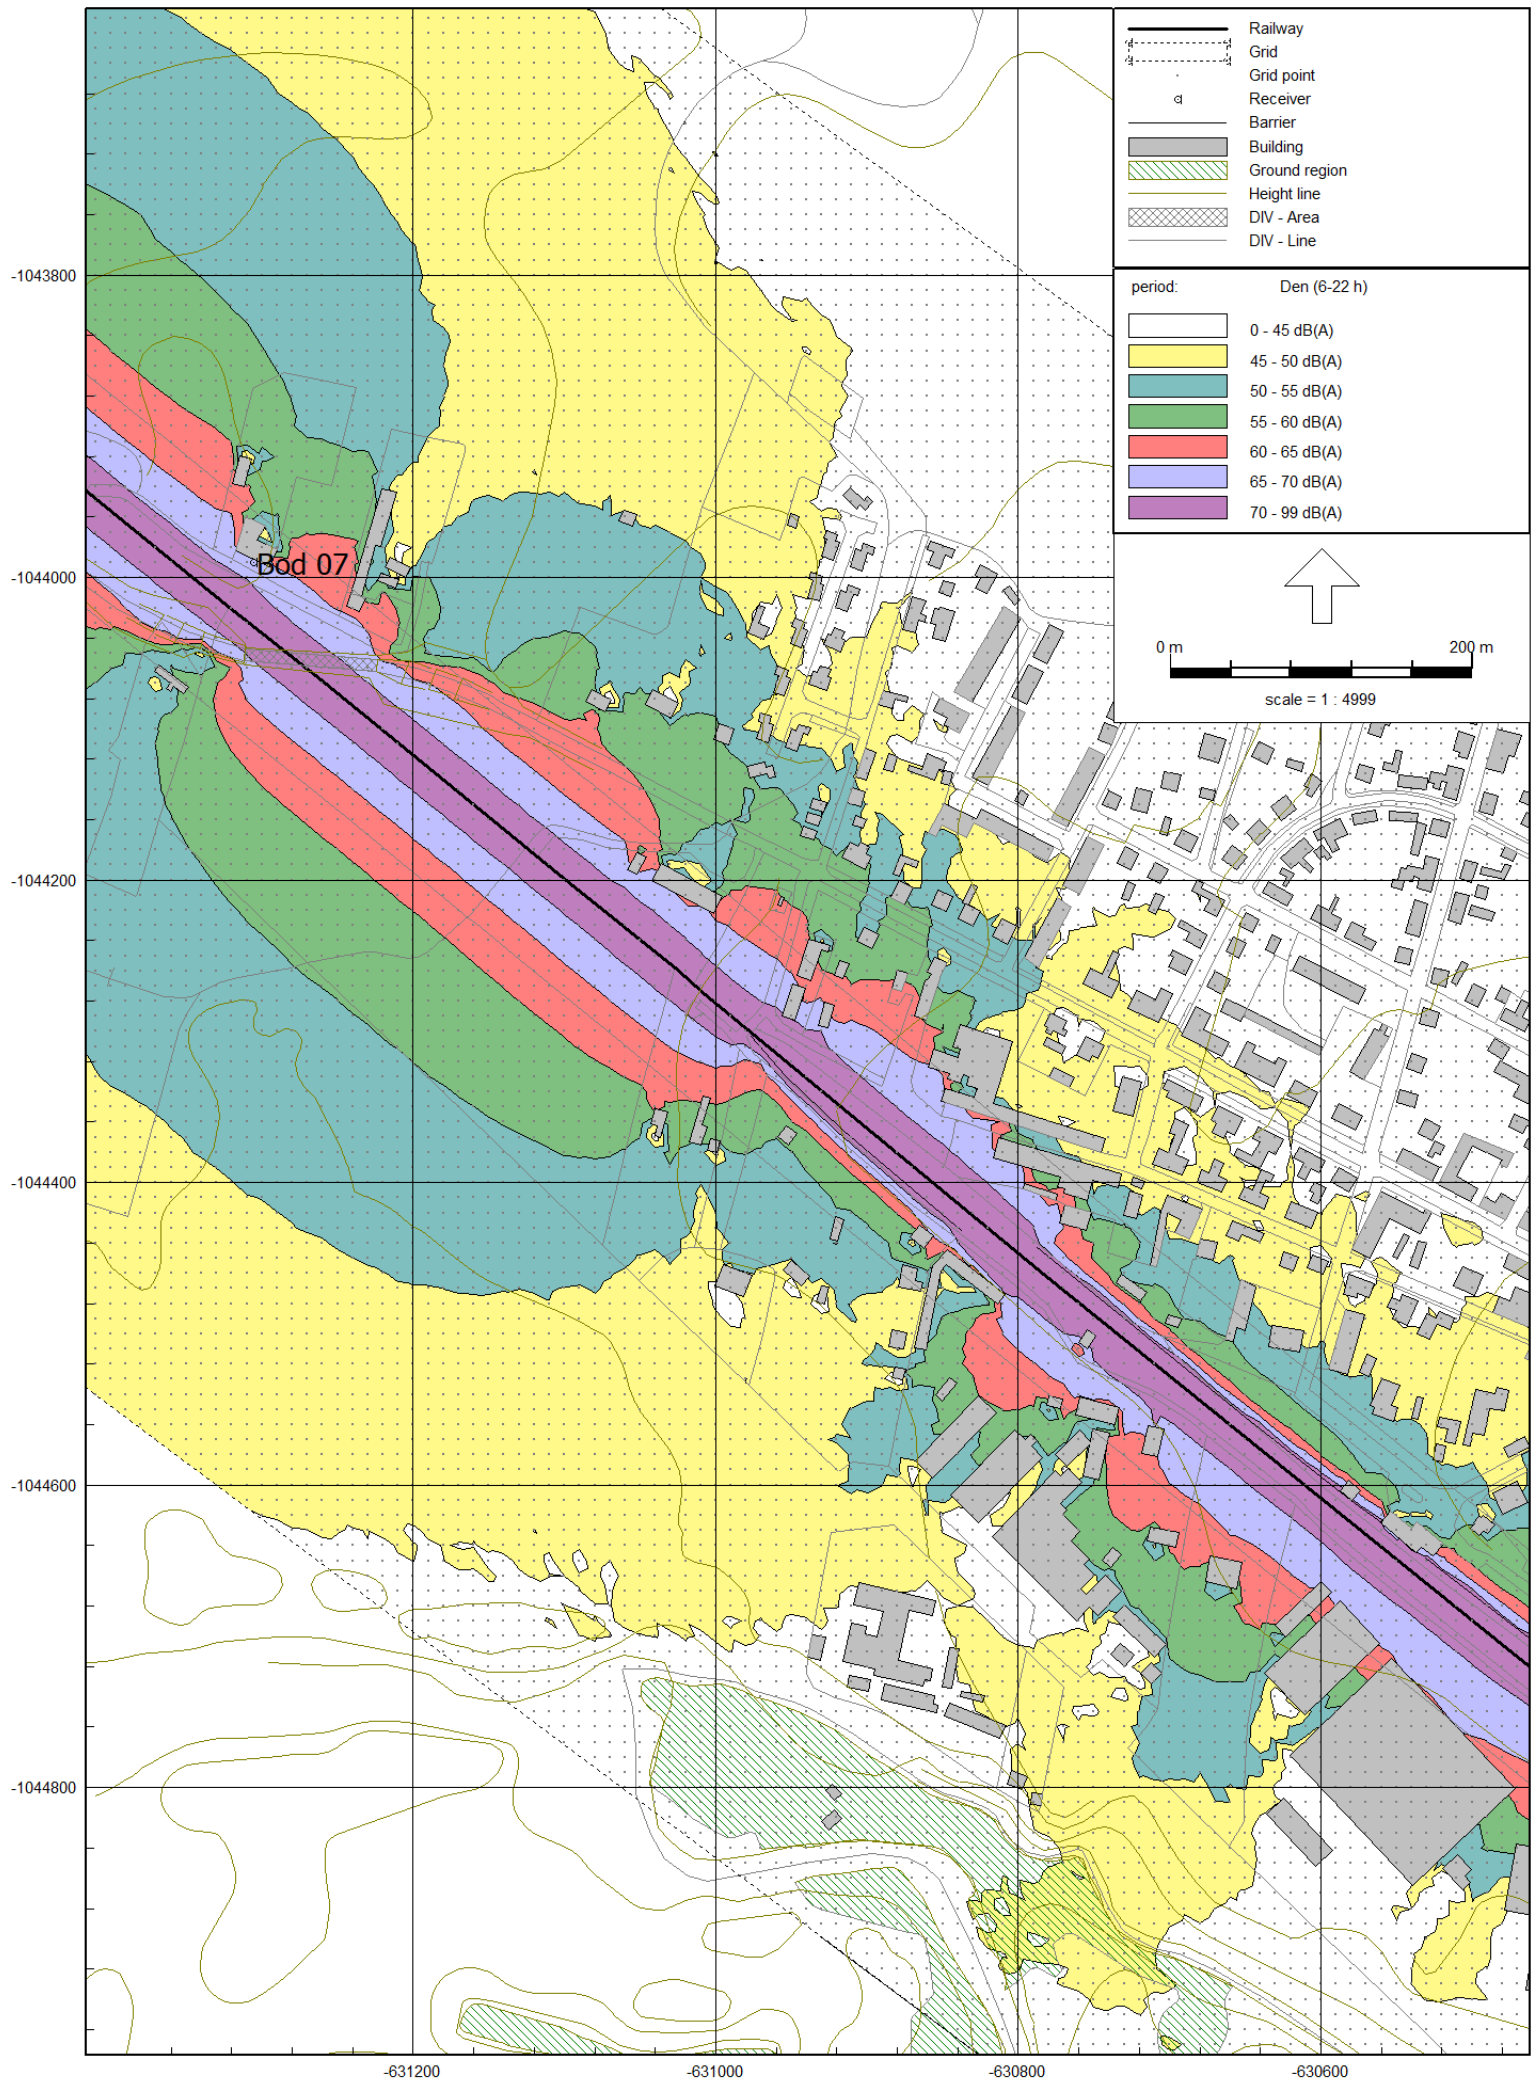 Railway
Grid
Grid point
Receiver
Barrier
Building
Ground region
Height line
DIV - Area
DIV - Line
period: Den (6-22 h)
0 - 45 dB(A)
45 - 50 dB(A)
50 - 55 dB(A)
55 - 60 dB(A)
60 - 65 dB(A)
65 - 70 dB(A)
70 - 99 dB(A)
0 m 200 m
scale = 1 : 4999
Bod 07
-1043800
-1044000
-1044200
-1044400
-1044600
-1044800
-631200 -631000 -630800 -630600